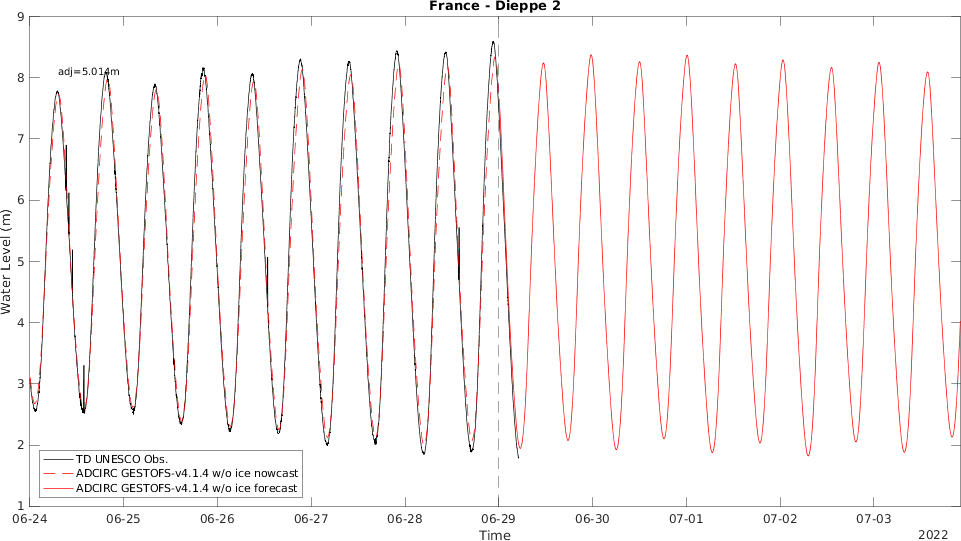 France - Dieppe 2
9
8
7
6
5
4
3
2
1
adj=5.014m
Water Level (m)
TD UNESCO Obs.
ADCIRC GESTOFS-v4.1.4 w/o ice nowcast
ADCIRC GESTOFS-v4.1.4 w/o ice forecast
06-24 06-25 06-26 06-27 06-28 06-29 06-30 07-01 07-02 07-03
Time
2022